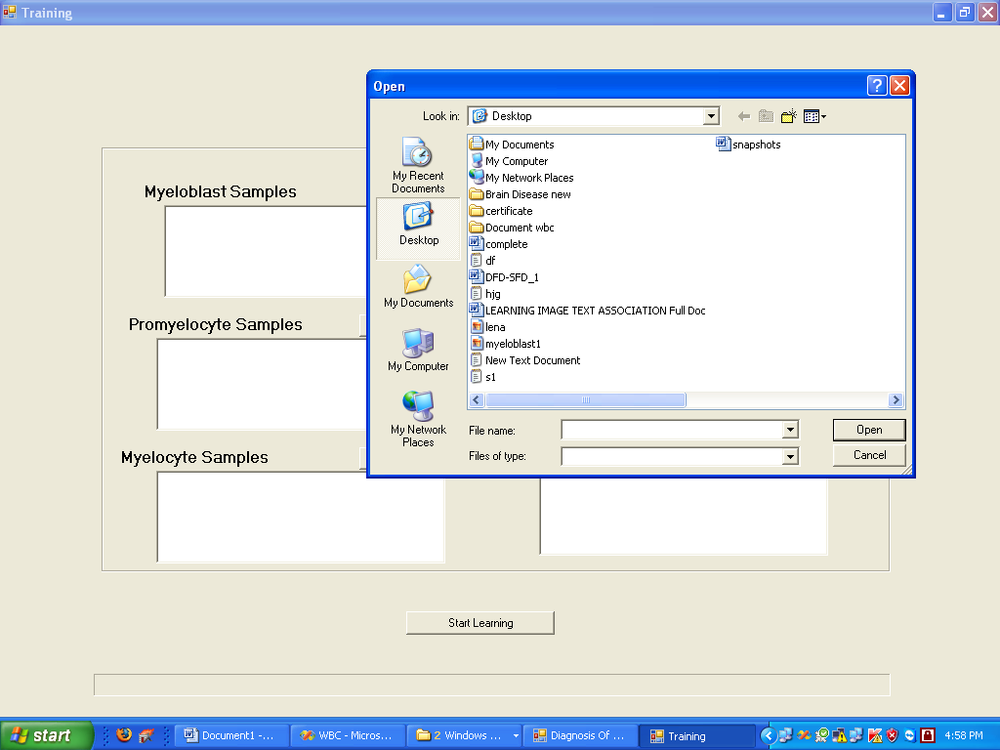 Training
Open
Look in:
Desktop
My Recent
Documents
Desktop
My Documents
My Computer
My Network
Places
My Documents
My Computer
My Network Places
Brain Disease new
certificate
Document wbc
complete
df
DFD-SFD_1
hjg
LEARNING IMAGE TEXT ASSOCIATION Full Doc
lena
myeloblast1
New Text Document
s1
snapshots
File name:
Open
Files of type:
Cancel
Myeloblast Samples
Promyelocyte Samples
Myelocyte Samples
Start Learning
start
Document1 -...
WBC - Micros...
2 Windows ...
Diagnosis Of ...
Training
4:58 PM